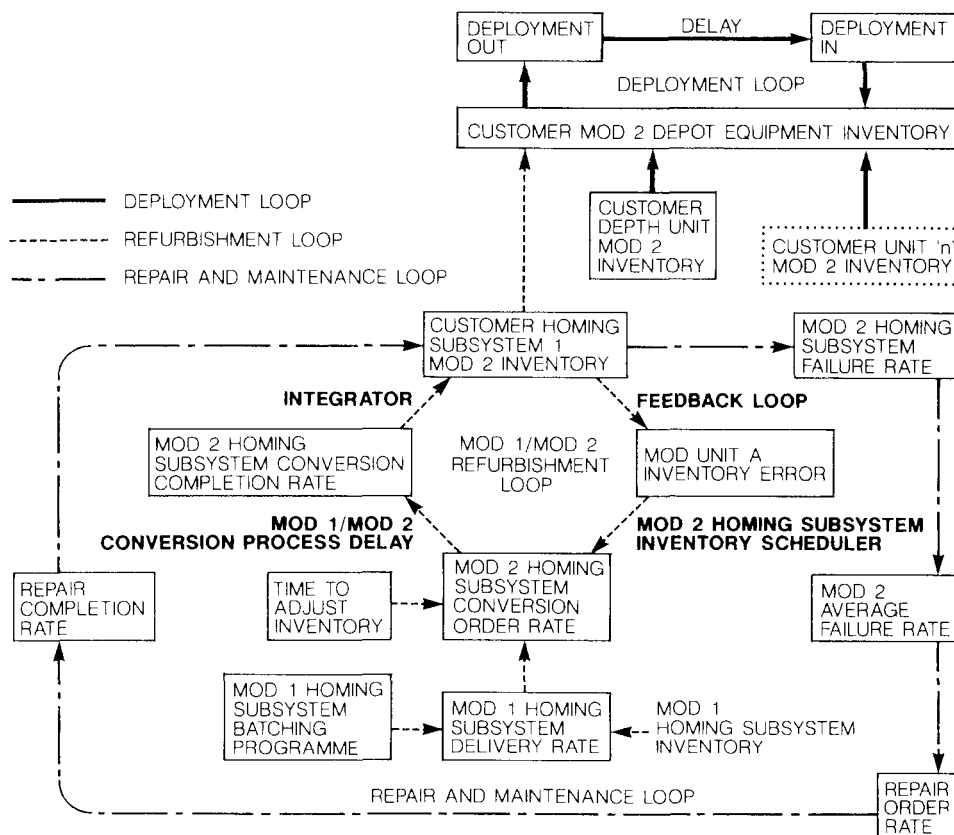 DEPLOYMENT
OUT
DELAY
DEPLOYMENT
IN
DEPLOYMENT LOOP
CUSTOMER MOD 2 DEPOT EQUIPMENT INVENTORY
DEPLOYMENT LOOP
REFURBISHMENT LOOP
REPAIR AND MAINTENANCE LOOP
CUSTOMER
DEPTH UNIT
MOD 2
INVENTORY
CUSTOMER UNIT 'n'
MOD 2 INVENTORY
CUSTOMER HOMING
SUBSYSTEM 1
MOD 2 INVENTORY
MOD 2 HOMING
SUBSYSTEM
FAILURE RATE
INTEGRATOR
FEEDBACK LOOP
MOD 2 HOMING
SUBSYSTEM CONVERSION
COMPLETION RATE
MOD 1/MOD 2
REFURBISHMENT
LOOP
MOD UNIT A
INVENTORY ERROR
MOD 1/MOD 2
CONVERSION PROCESS DELAY
MOD 2 HOMING SUBSYSTEM
INVENTORY SCHEDULER
REPAIR
COMPLETION
RATE
TIME TO
ADJUST
INVENTORY
MOD 2 HOMING
SUBSYSTEM
CONVERSION
ORDER RATE
MOD 2
AVERAGE
FAILURE RATE
MOD 1 HOMING
SUBSYSTEM
BATCHING
PROGRAMME
MOD 1 HOMING
SUBSYSTEM
DELIVERY RATE
MOD 1
HOMING SUBSYSTEM
INVENTORY
REPAIR AND MAINTENANCE LOOP
REPAIR
ORDER
RATE